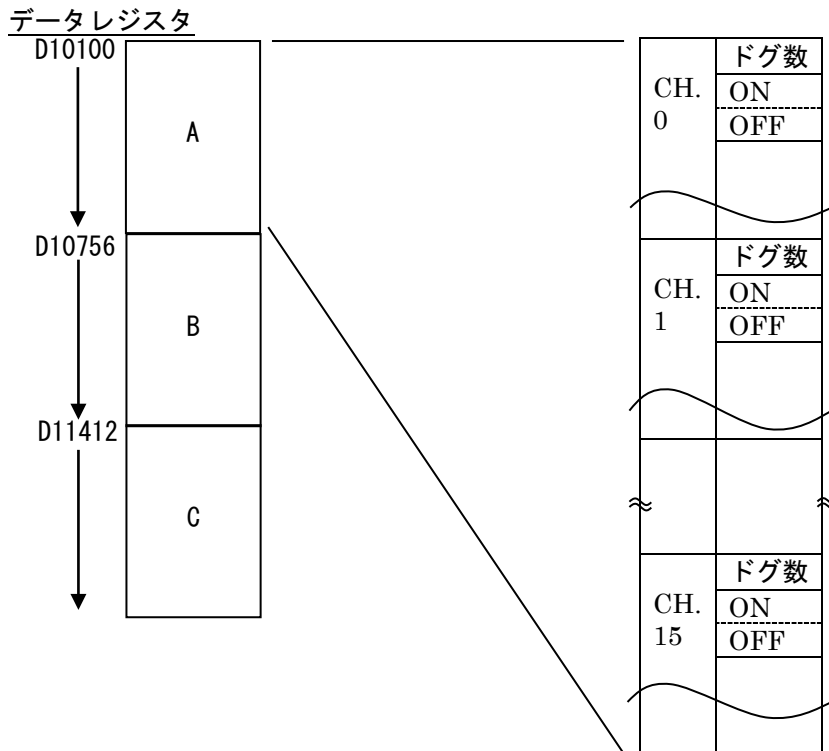 データレジスタ
D10100
A
D10756
B
D11412
C
CH.
0
ドグ数
ON
OFF
CH.
1
ドグ数
ON
OFF
CH.
15
ドグ数
ON
OFF